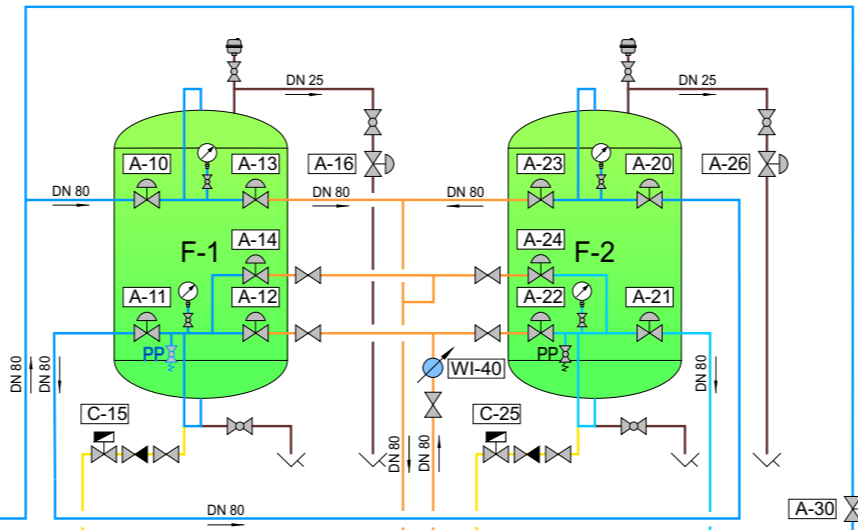 DN 25
DN 25
A-10
A-13
A-16
A-23
A-20
A-26
DN 80
DN 80
DN 80
A-14
A-24
F-1
F-2
A-11
A-12
A-22
A-21
PP
PP
WI-40
DN 80
DN 80
DN 80
C-15
C-25
DN 80
DN 80
DN 80
A-30